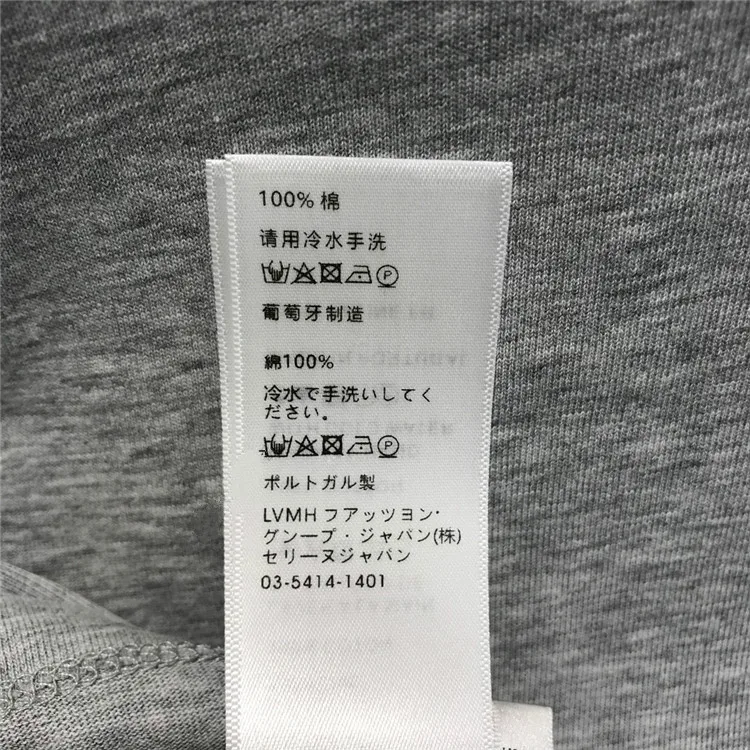 100% 棉
请用冷水手洗
葡萄牙制造
綿100%
冷水で手洗いしてく
ださい。
ポルトガル製
LVMH フアッツヨン·
グンープ・ジャパン(株)
セリーヌジャパン
03-5414-1401